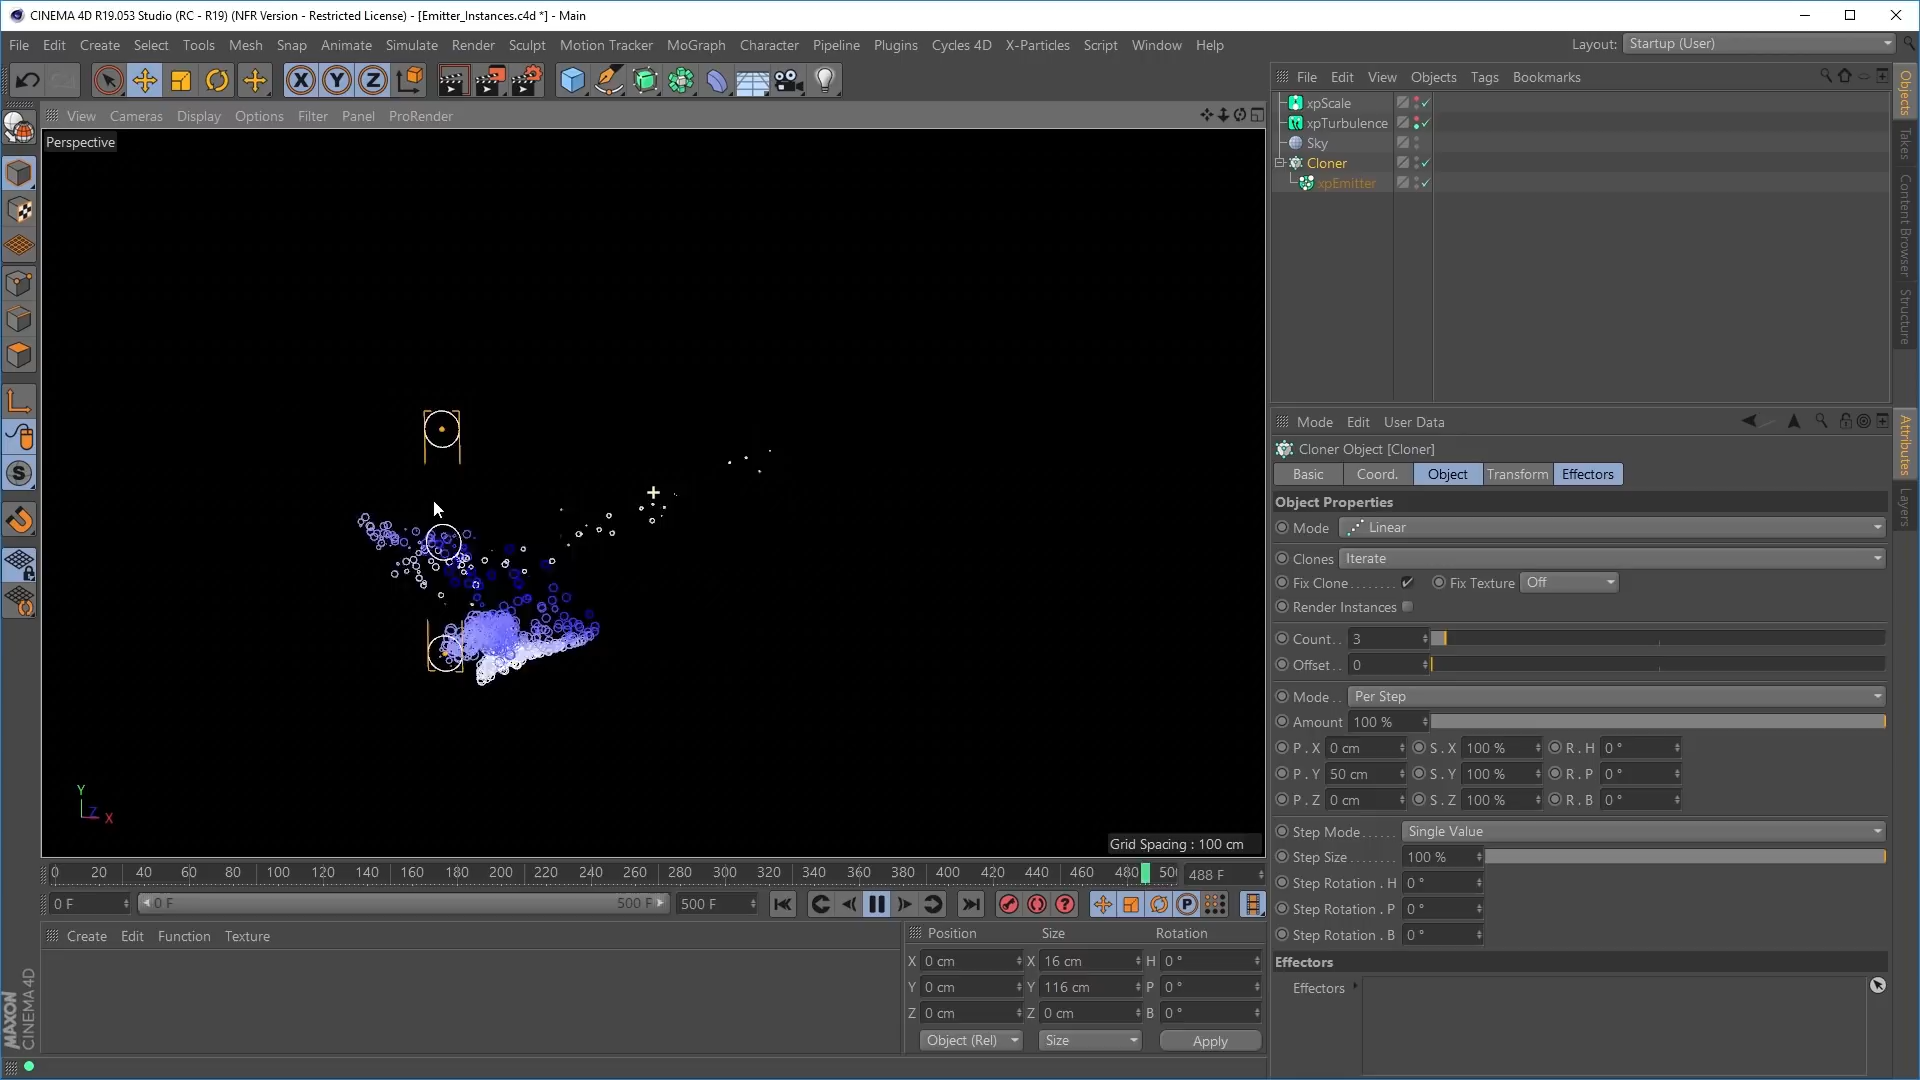 CINEMA 4D R19.053 Studio (RC - R19) (NFR Version - Restricted License) - [Emitter_Instances.c4d *] - Main
File Edit Create Select Tools Mesh Snap Animate Simulate Render Sculpt Motion Tracker MoGraph Character Pipeline Plugins Cycles 4D X-Particles Script Window Help
Layout: Startup (User)
X Y Z
File Edit View Objects Tags Bookmarks
View Cameras Display Options Filter Panel ProRender
Perspective
xpScale
xpTurbulence
Sky
Cloner
xpEmitter
Objects
Takes
Content Browser
Structure
Mode Edit User Data
Cloner Object [Cloner]
Basic Coord. Object Transform Effectors
Object Properties
Mode Linear
Clones Iterate
Fix Clone Fix Texture Off
Render Instances
Count 3
Offset 0
Mode Per Step
Amount 100 %
P . X 0 cm S . X 100 % R . H 0 °
P . Y 50 cm S . Y 100 % R . P 0 °
P . Z 0 cm S . Z 100 % R . B 0 °
Step Mode Single Value
Step Size 100 %
Step Rotation . H 0 °
Step Rotation . P 0 °
Step Rotation . B 0 °
Effectors
Effectors
Attributes
Layers
Y
Z X
Grid Spacing : 100 cm
0 20 40 60 80 100 120 140 160 180 200 220 240 260 280 300 320 340 360 380 400 420 440 460 480 500 488 F
0 F 0 F 500 F 500 F
Create Edit Function Texture
Position Size Rotation
X 0 cm X 16 cm H 0 °
Y 0 cm Y 116 cm P 0 °
Z 0 cm Z 0 cm B 0 °
Object (Rel) Size Apply
MAXON
CINEMA 4D